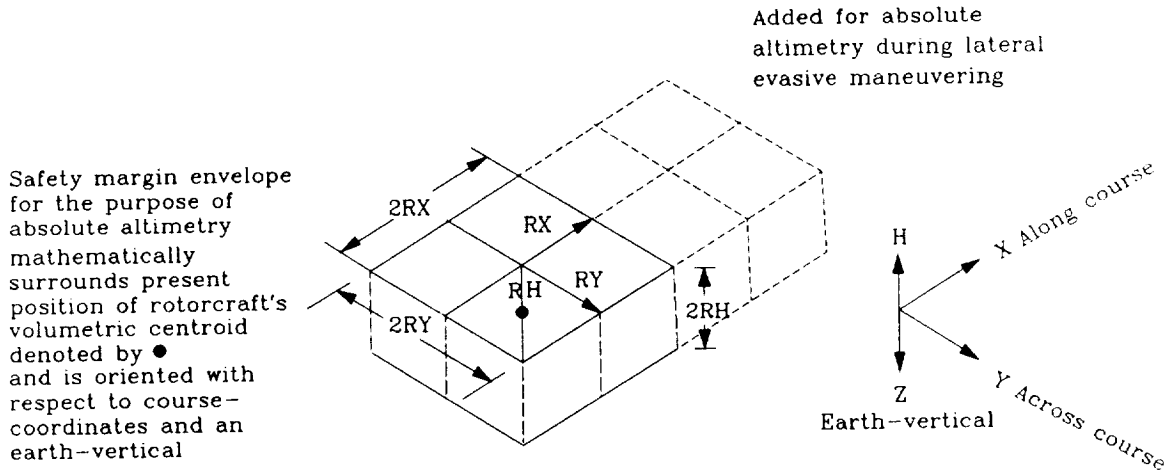 Added for absolute
altimetry during lateral
evasive maneuvering
Safety margin envelope
for the purpose of
absolute altimetry
mathematically
surrounds present
position of rotorcraft's
volumetric centroid
denoted by ●
and is oriented with
respect to course-
coordinates and an
earth-vertical
2RX
RX
RH
RY
2RY
2RH
H
X Along course
Z
Earth-vertical
Y Across course